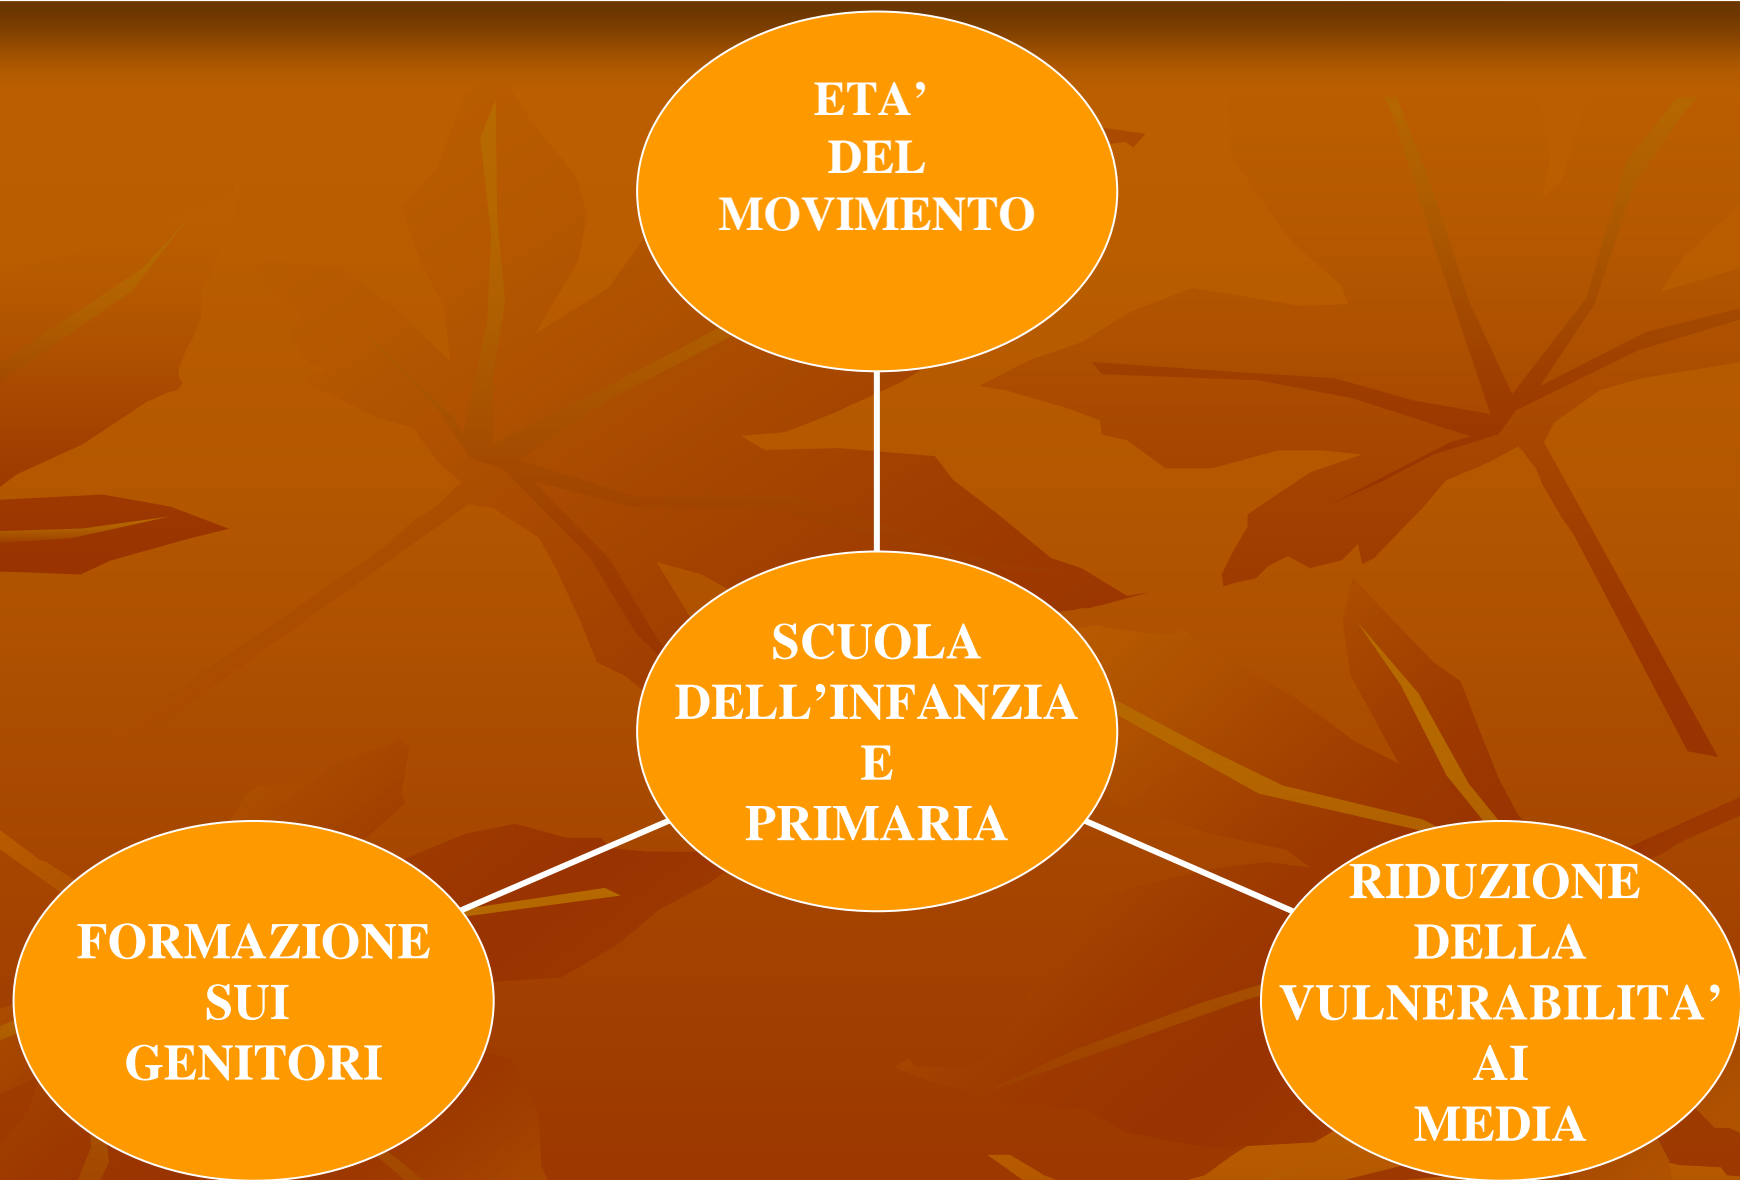 ETA’
DEL
MOVIMENTO
SCUOLA
DELL’INFANZIA
E
PRIMARIA
FORMAZIONE
SUI
GENITORI
RIDUZIONE
DELLA
VULNERABILITA’
AI
MEDIA